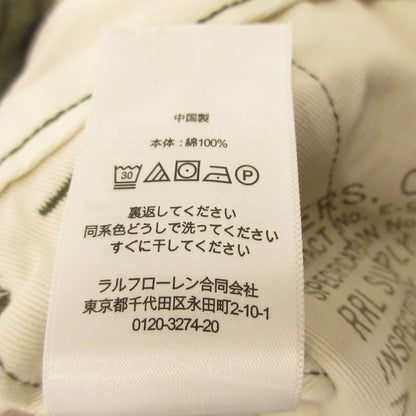 中国製
本体:綿100%
30 P
裏返してください
同系色どうしで洗ってください
すぐに干してください
ラルフローレン合同会社
東京都千代田区永田町2-10-1
0120-3274-20
RRL